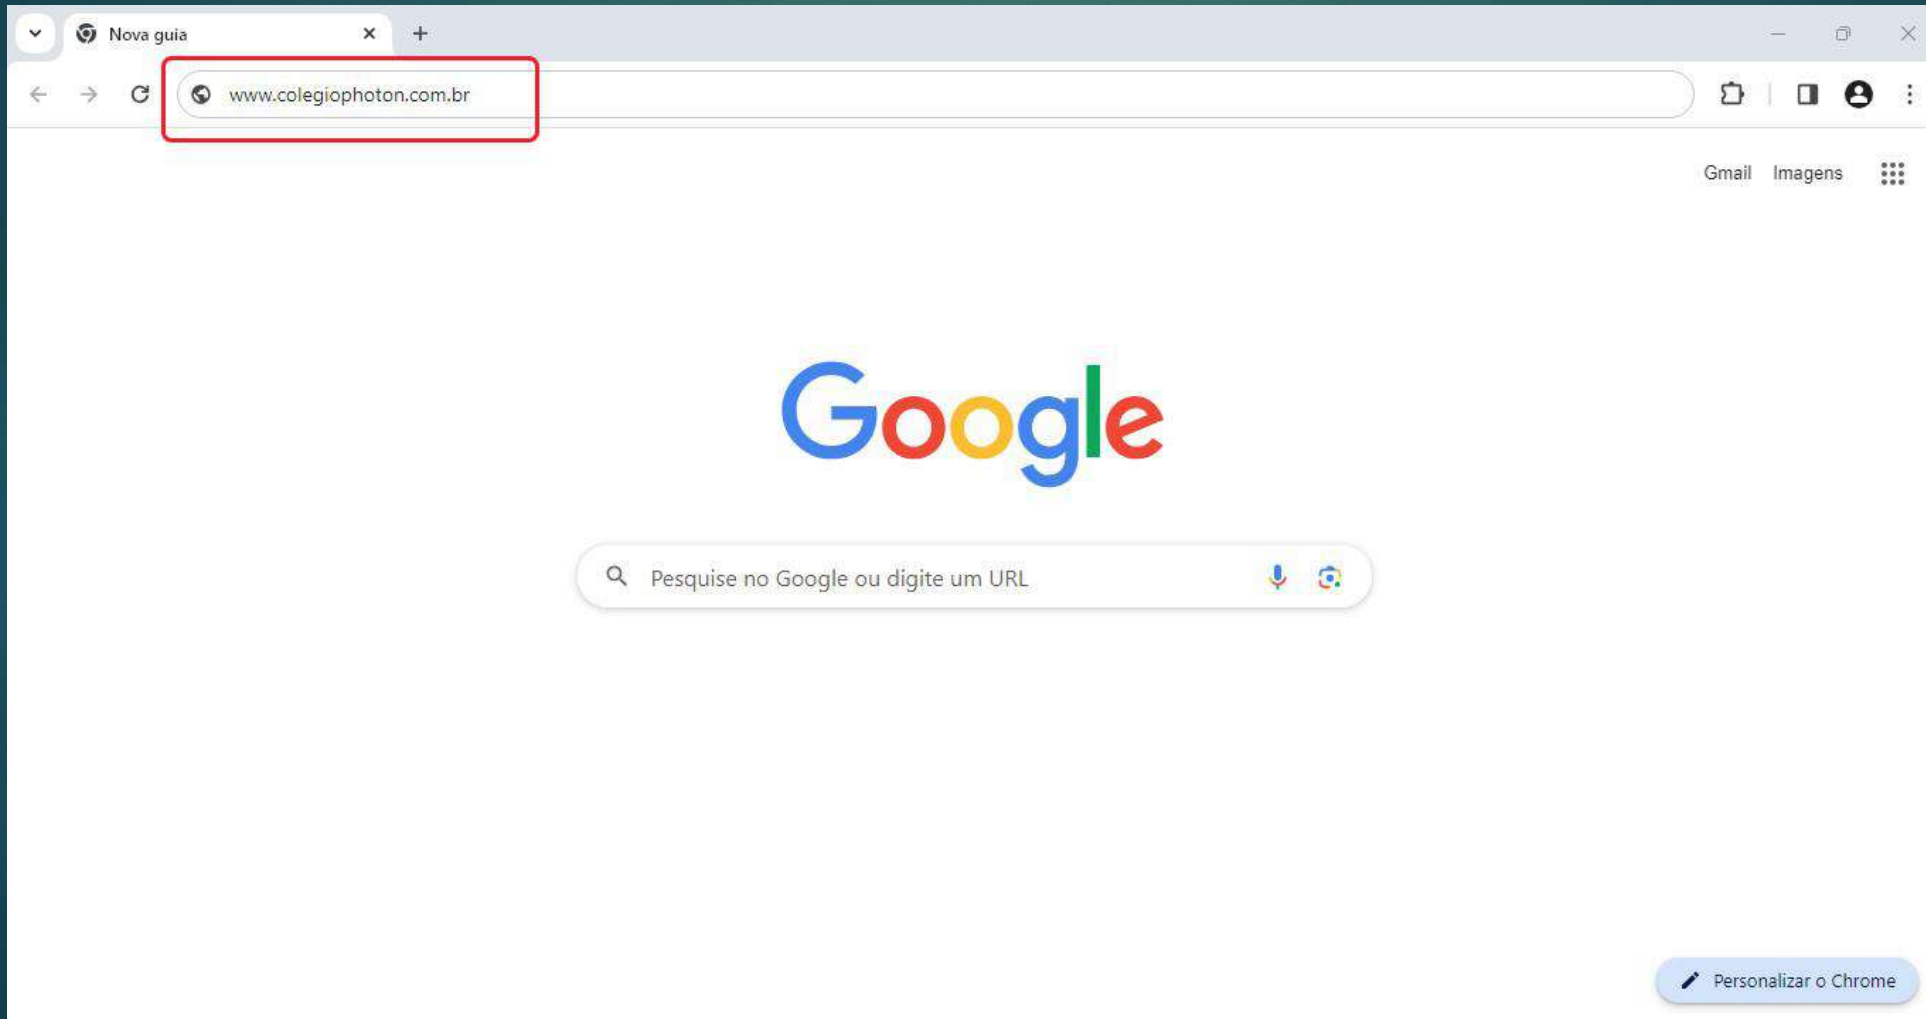 Nova guia
www.colegiophoton.com.br
Gmail Imagens
Google
Pesquise no Google ou digite um URL
Personalizar o Chrome